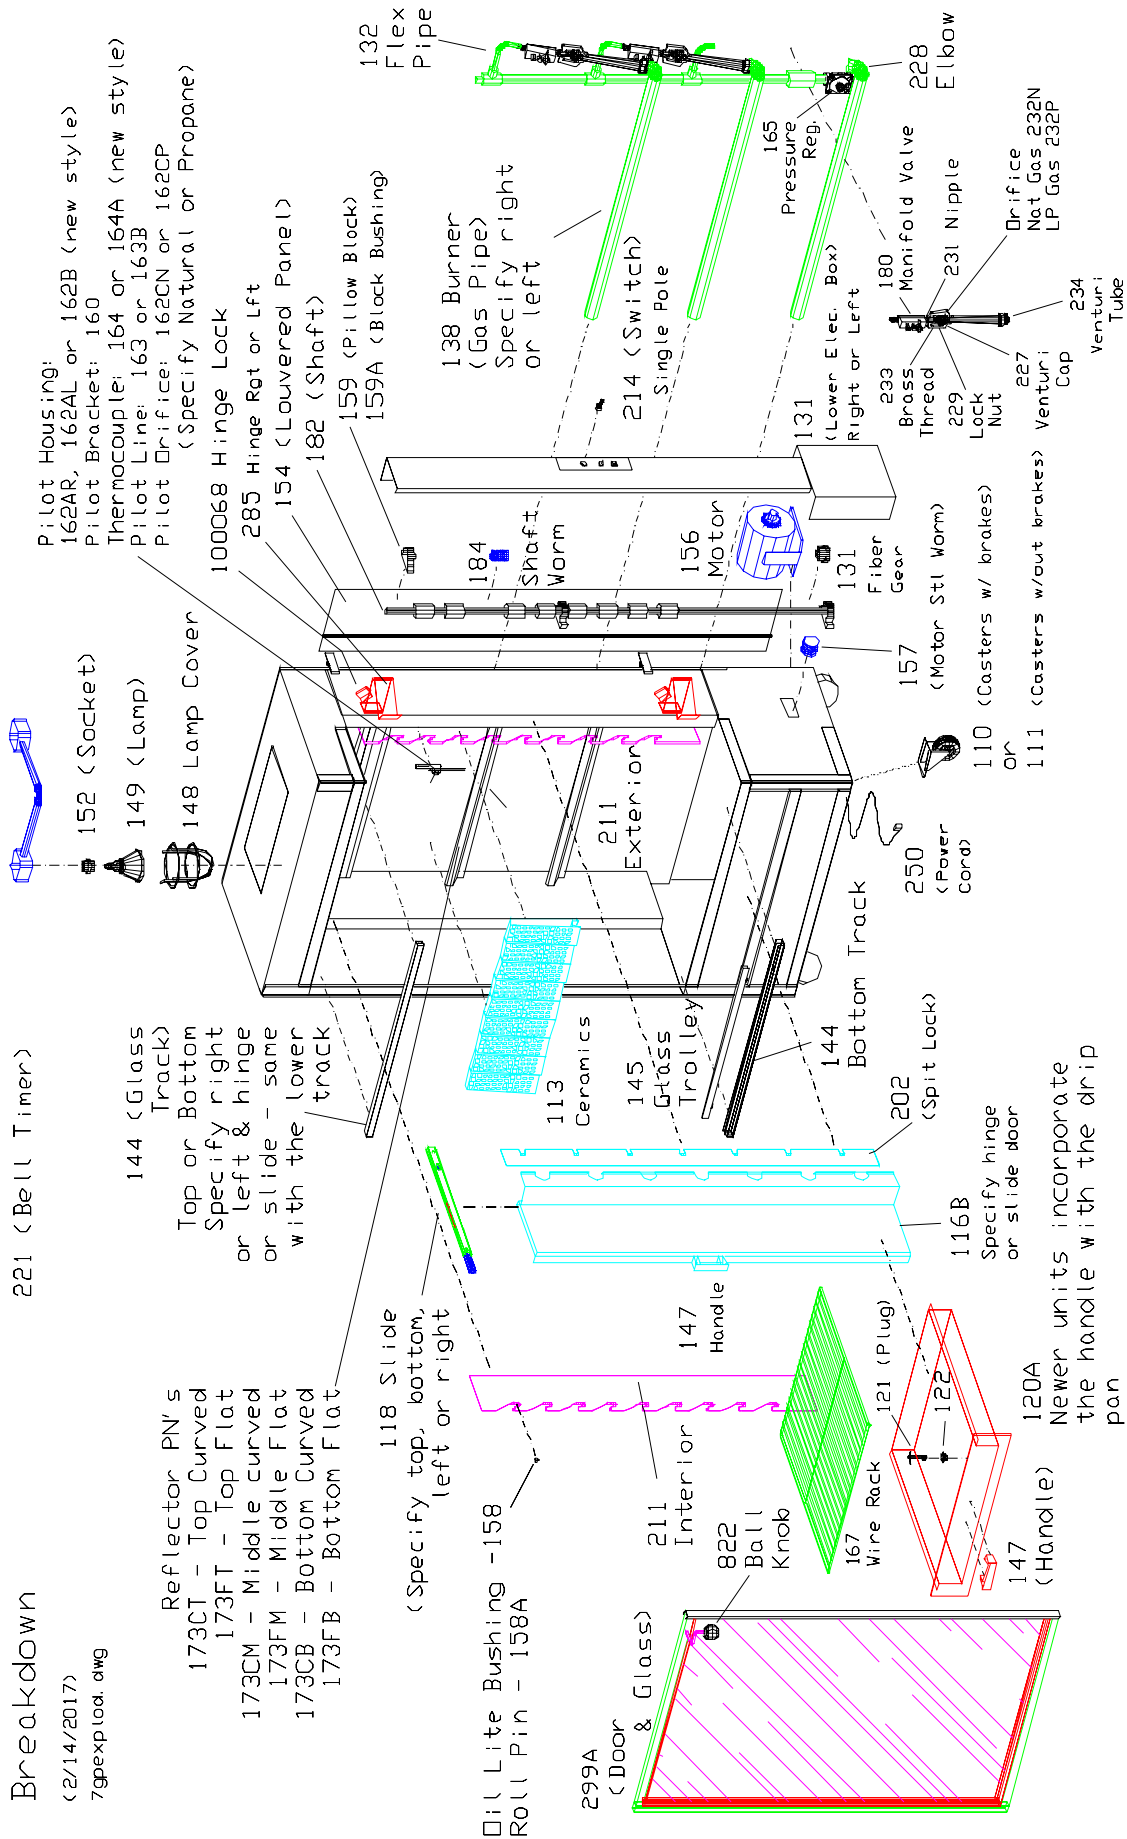 Breakdown
(2/14/2017)
7gpexplod.dwg
221 (Bell Timer)
152 (Socket)
149 (Lamp)
148 Lamp Cover
Pilot Housing:
162AR, 162AL or 162B (new style)
Pilot Bracket: 160
Thermocouple: 164 or 164A (new style)
Pilot Line: 163 or 163B
Pilot Orifice: 162CN or 162CP
(Specify Natural or Propane)
100068 Hinge Lock
285 Hinge Rgt or Lft
154 (Louvered Panel)
182 (Shaft)
159 (Pillow Block)
159A (Block Bushing)
132
Flex
Pipe
138 Burner
(Gas Pipe)
Specify right
or left
144 (Glass
Track)
Top or Bottom
Specify right
or left & hinge
or slide - same
with the lower
track
Reflector PN's
173CT - Top Curved
173FT - Top Flat
173CM - Middle curved
173FM - Middle Flat
173CB - Bottom Curved
173FB - Bottom Flat
118 Slide
(Specify top, bottom,
left or right
Oil Lite Bushing -158
Roll Pin - 158A
184
Shaft
Worm
214 (Switch)
Single Pole
165
Pressure
Reg.
228
Elbow
156
Motor
131
(Lower Elec. Box)
Right or Left
131
Fiber
Gear
157
(Motor Stl Worm)
180
Manifold Valve
231 Nipple
Orifice
Nat Gas 232N
LP Gas 232P
233
Brass
Thread
229
Lock
Nut
227
Venturi
Cap
234
Venturi
Tube
110 (Casters w/ brakes)
or
111 (Casters w/out brakes)
250
(Power
Cord)
211
Exterior
113
Ceramics
145
Glass
Trolley
144
Bottom Track
202
(Spit Lock)
116B
Specify hinge
or slide door
147
Handle
211
Interior
822
Ball
Knob
167
Wire Rack
121 (Plug)
122
120A
Newer units incorporate
the handle with the drip
pan
147
(Handle)
299A
(Door
& Glass)